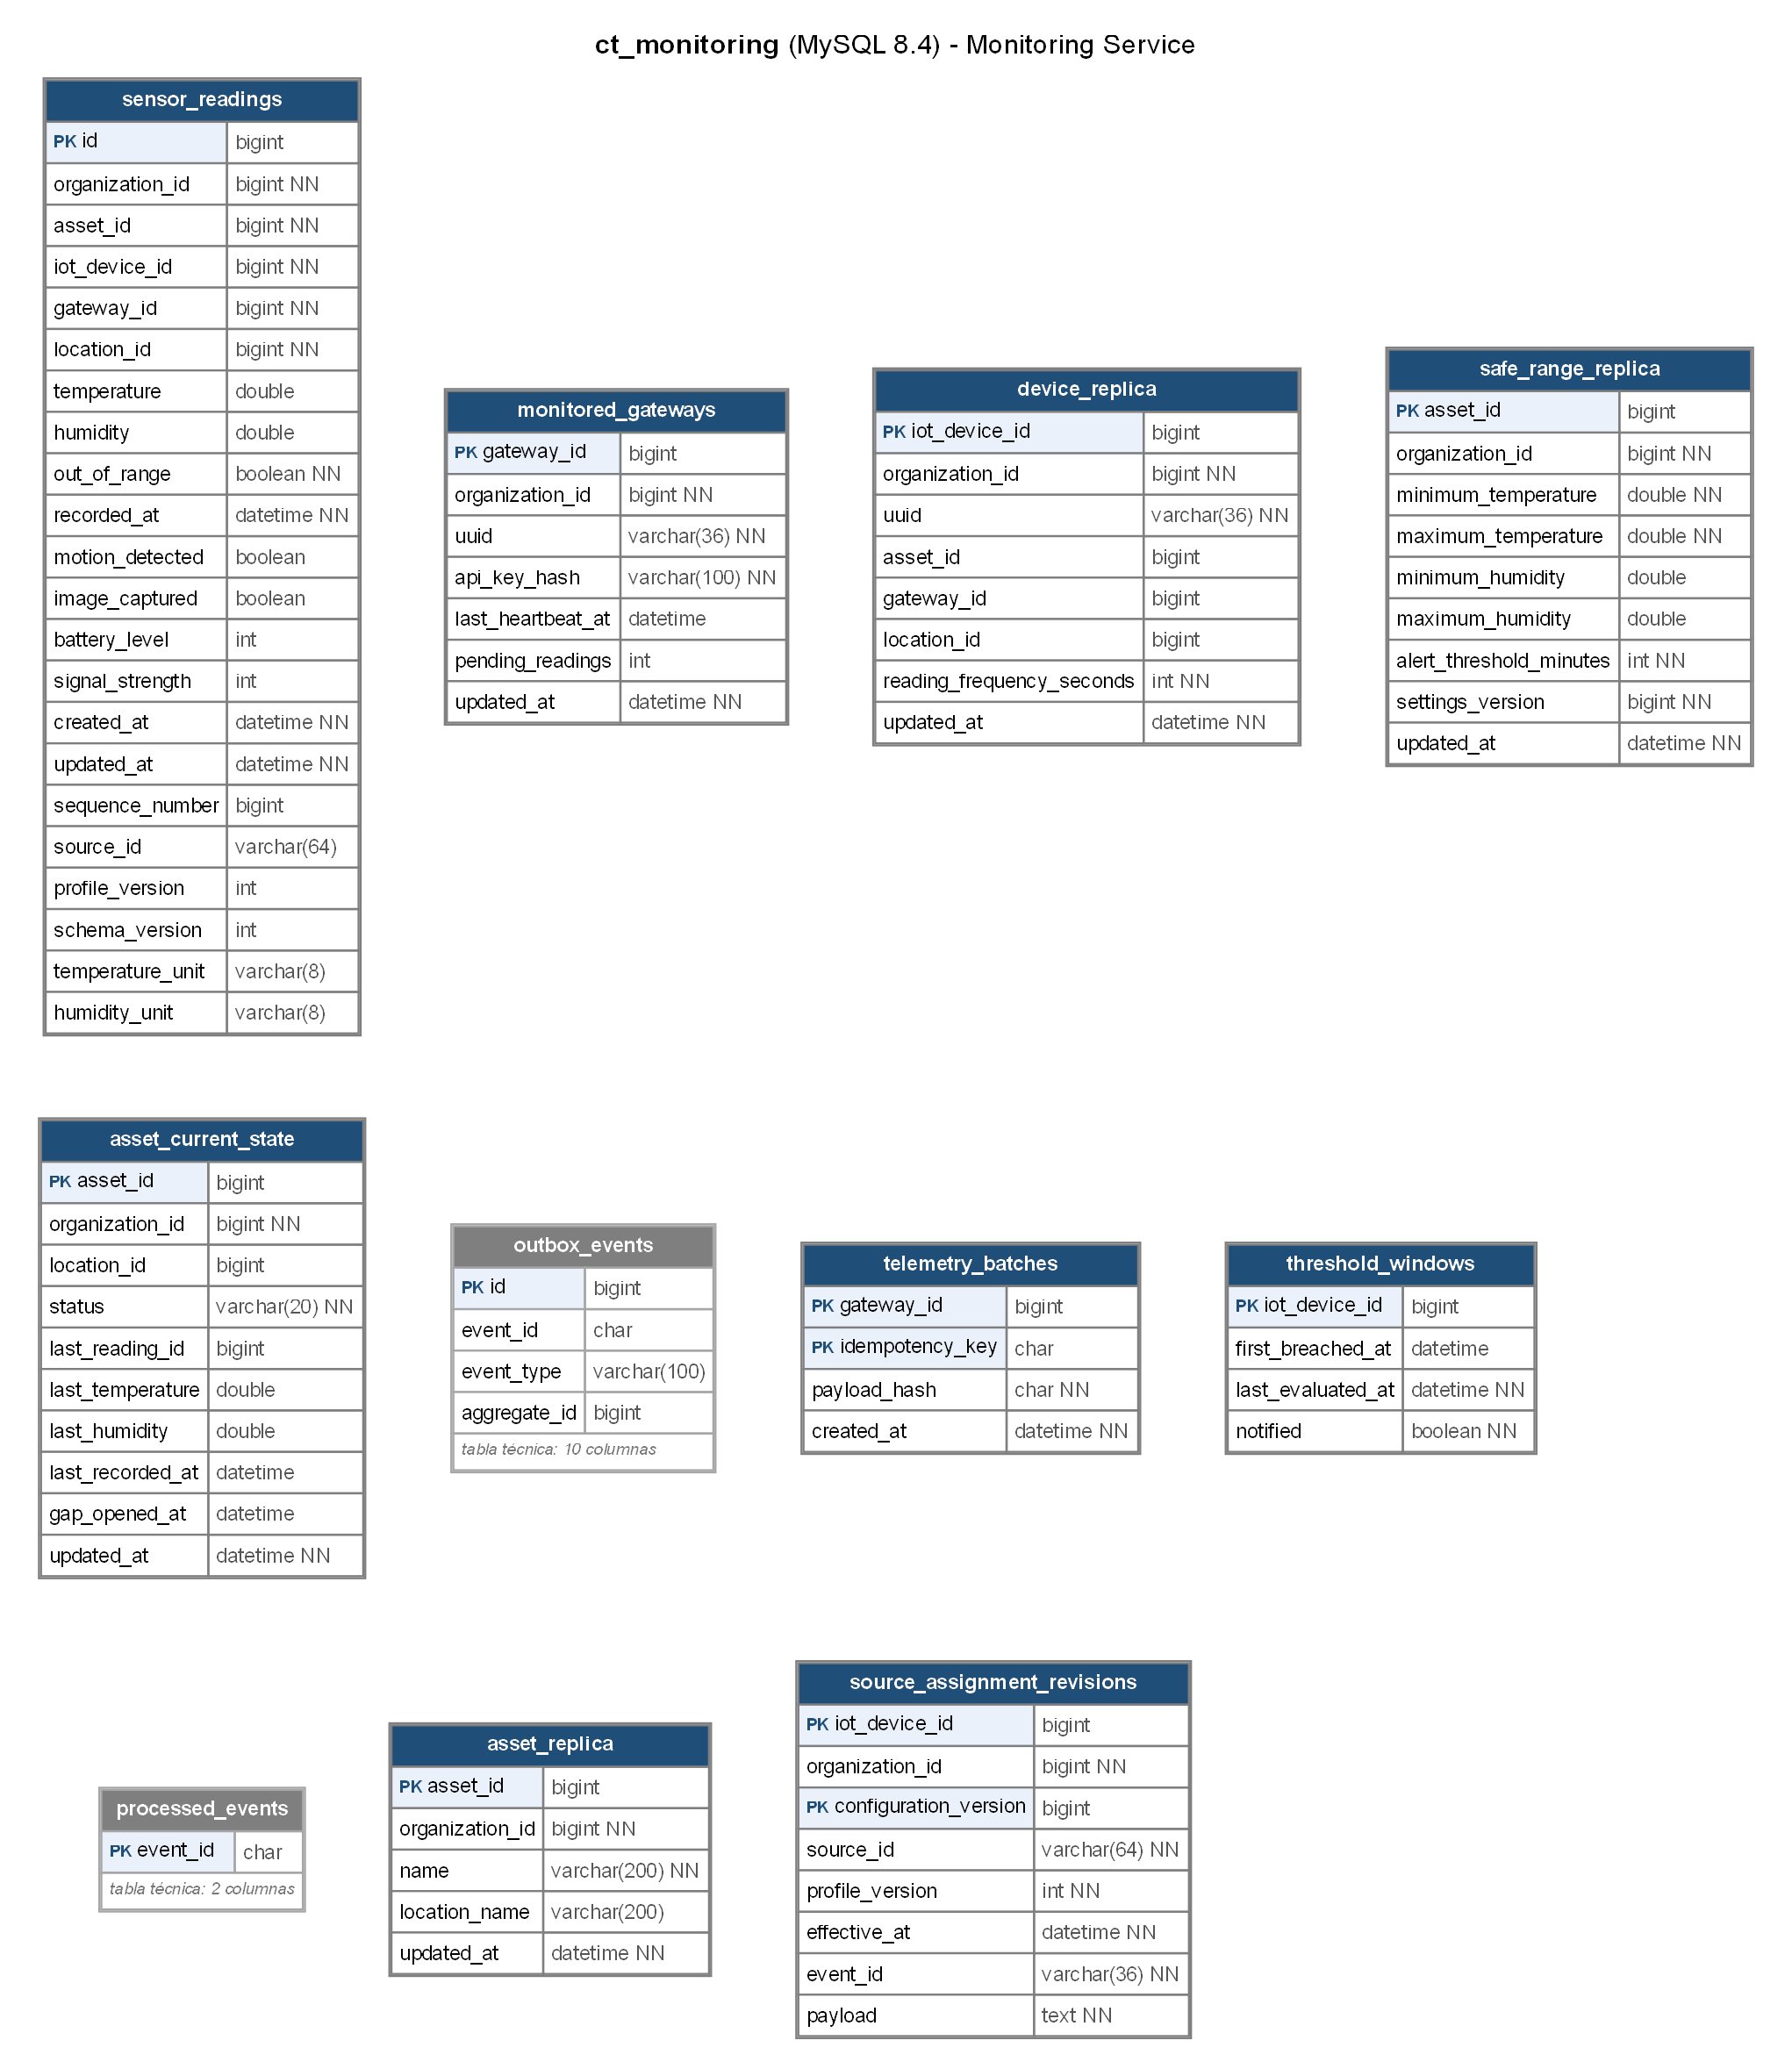 ct_monitoring (MySQL 8.4) - Monitoring Service
sensor_readings
PK id bigint
organization_id bigint NN
asset_id bigint NN
iot_device_id bigint NN
gateway_id bigint NN
location_id bigint NN
temperature double
humidity double
out_of_range boolean NN
recorded_at datetime NN
motion_detected boolean
image_captured boolean
battery_level int
signal_strength int
created_at datetime NN
updated_at datetime NN
sequence_number bigint
source_id varchar(64)
profile_version int
schema_version int
temperature_unit varchar(8)
humidity_unit varchar(8)
monitored_gateways
PK gateway_id bigint
organization_id bigint NN
uuid varchar(36) NN
api_key_hash varchar(100) NN
last_heartbeat_at datetime
pending_readings int
updated_at datetime NN
device_replica
PK iot_device_id bigint
organization_id bigint NN
uuid varchar(36) NN
asset_id bigint
gateway_id bigint
location_id bigint
reading_frequency_seconds int NN
updated_at datetime NN
safe_range_replica
PK asset_id bigint
organization_id bigint NN
minimum_temperature double NN
maximum_temperature double NN
minimum_humidity double
maximum_humidity double
alert_threshold_minutes int NN
settings_version bigint NN
updated_at datetime NN
asset_current_state
PK asset_id bigint
organization_id bigint NN
location_id bigint
status varchar(20) NN
last_reading_id bigint
last_temperature double
last_humidity double
last_recorded_at datetime
gap_opened_at datetime
updated_at datetime NN
outbox_events
PK id bigint
event_id char
event_type varchar(100)
aggregate_id bigint
tabla técnica: 10 columnas
telemetry_batches
PK gateway_id bigint
PK idempotency_key char
payload_hash char NN
created_at datetime NN
threshold_windows
PK iot_device_id bigint
first_breached_at datetime
last_evaluated_at datetime NN
notified boolean NN
processed_events
PK event_id char
tabla técnica: 2 columnas
asset_replica
PK asset_id bigint
organization_id bigint NN
name varchar(200) NN
location_name varchar(200)
updated_at datetime NN
source_assignment_revisions
PK iot_device_id bigint
organization_id bigint NN
PK configuration_version bigint
source_id varchar(64) NN
profile_version int NN
effective_at datetime NN
event_id varchar(36) NN
payload text NN